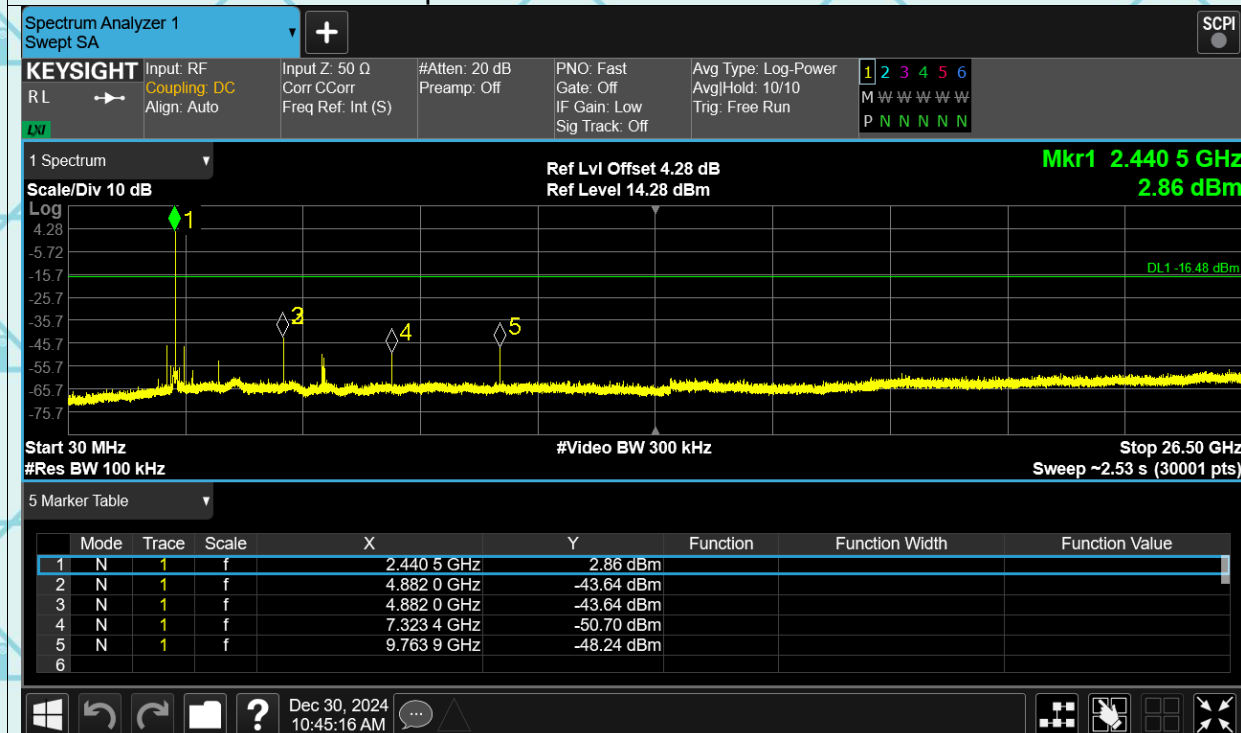 Spectrum Analyzer 1
Swept SA
+
SCPI
KEYSIGHT
RL
LXI
Input: RF
Coupling: DC
Align: Auto
Input Z: 50 Ω
Corr CCorr
Freq Ref: Int (S)
#Atten: 20 dB
Preamp: Off
PNO: Fast
Gate: Off
IF Gain: Low
Sig Track: Off
Avg Type: Log-Power
Avg|Hold: 10/10
Trig: Free Run
1 2 3 4 5 6
M W W W W W
P N N N N N
1 Spectrum
Scale/Div 10 dB
Ref Lvl Offset 4.28 dB
Ref Level 14.28 dBm
Mkr1 2.440 5 GHz
2.86 dBm
Log
4.28
-5.72
-15.7
-25.7
-35.7
-45.7
-55.7
-65.7
-75.7
1
DL1 -16.48 dBm
4
5
Start 30 MHz
#Video BW 300 kHz
Stop 26.50 GHz
#Res BW 100 kHz
Sweep ~2.53 s (30001 pts)
5 Marker Table
Mode Trace Scale X Y Function Function Width Function Value
1 N 1 f 2.440 5 GHz 2.86 dBm
2 N 1 f 4.882 0 GHz -43.64 dBm
3 N 1 f 4.882 0 GHz -43.64 dBm
4 N 1 f 7.323 4 GHz -50.70 dBm
5 N 1 f 9.763 9 GHz -48.24 dBm
6
?
Dec 30, 2024
10:45:16 AM